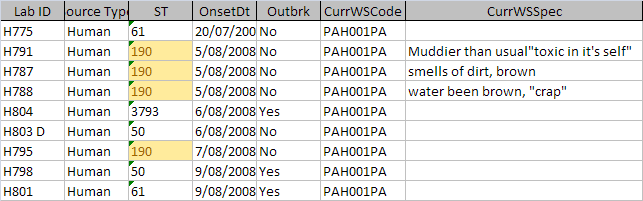 Lab ID ource Type ST OnsetDt Outbrk CurrWSCode CurrWSSpec
H775 Human 61 20/07/200 No PAH001PA
H791 Human 190 5/08/2008 No PAH001PA Muddier than usual"toxic in it's self"
H787 Human 190 5/08/2008 No PAH001PA smells of dirt, brown
H788 Human 190 5/08/2008 No PAH001PA water been brown, "crap"
H804 Human 3793 6/08/2008 Yes PAH001PA
H803 D Human 50 6/08/2008 No PAH001PA
H795 Human 190 7/08/2008 No PAH001PA
H798 Human 50 9/08/2008 Yes PAH001PA
H801 Human 61 9/08/2008 Yes PAH001PA